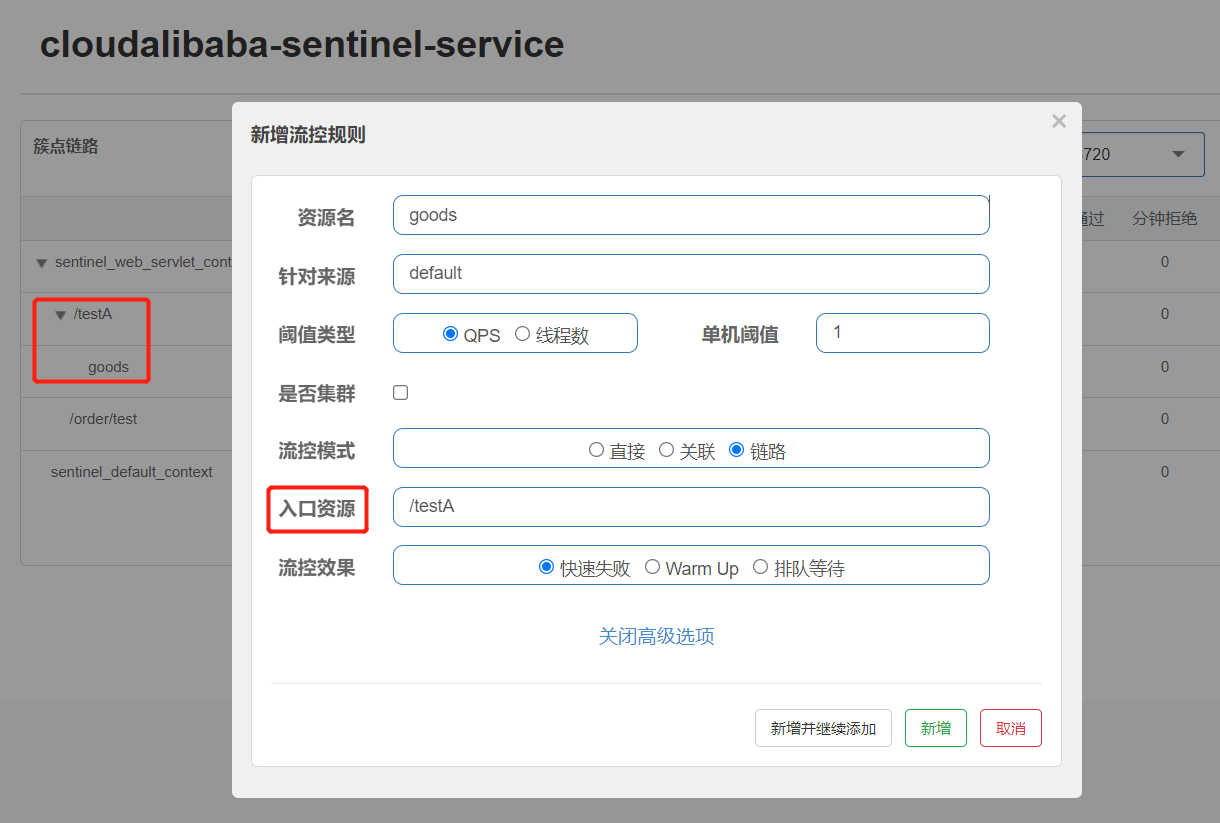 cloudalibaba-sentinel-service
簇点链路
新增流控规则
×
720
通过
分钟拒绝
资源名
goods
针对来源
default
阈值类型
QPS 线程数
单机阈值
1
是否集群
流控模式
直接 关联 链路
入口资源
/testA
流控效果
快速失败 Warm Up 排队等待
关闭高级选项
新增并继续添加
新增
取消
sentinel_web_servlet_cont
0
/testA
0
goods
0
/order/test
0
sentinel_default_context
0